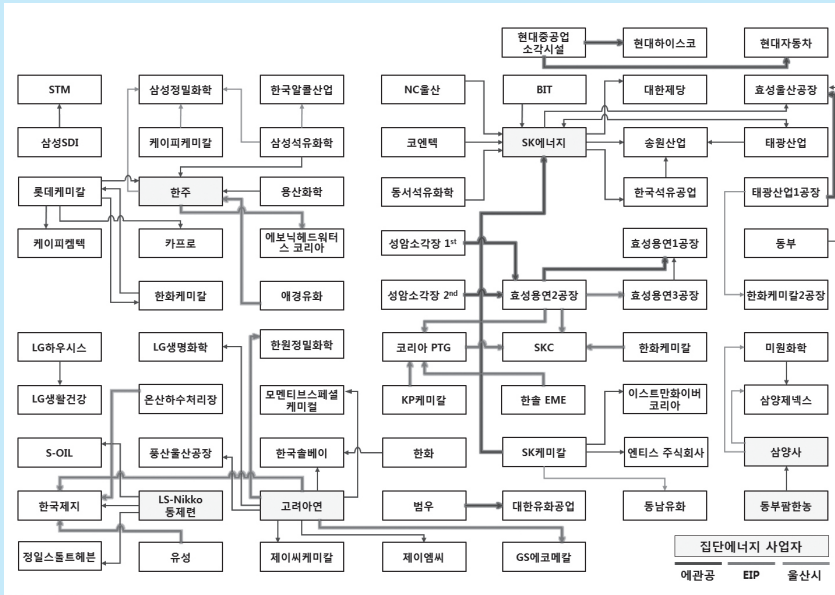 현대중공업
소각시설
현대하이스코
현대자동차
STM
삼성정밀화학
한국알콜산업
NC울산
BIT
대한제당
효성울산공장
삼성SDI
케이피케미칼
삼성석유화학
코엔텍
SK에너지
송원산업
태광산업
롯데케미칼
한주
용산화학
동서석유화학
한국석유공업
태광산업1공장
케이피켐텍
카프로
에보닉헤드워터
스 코리아
성암소각장 1st
효성용연1공장
동부
한화케미칼
애경유화
성암소각장 2nd
효성용연2공장
효성용연3공장
한화케미칼2공장
LG하우시스
LG생명화학
한원정밀화학
코리아 PTG
SKC
한화케미칼
미원화학
LG생활건강
온산하수처리장
모멘티브스페셜
케미컬
KP케미칼
한솔 EME
이스트만화이버
코리아
삼양제넥스
S-OIL
풍산울산공장
한국솔베이
한화
SK케미칼
엔티스 주식회사
삼양사
한국제지
LS-Nikko
동제련
고려아연
범우
대한유화공업
동남유화
동부팜한농
정일스톨트헤븐
유성
제이씨케미칼
제이엠씨
GS에코메칼
집단에너지 사업자
에관공
EIP
울산시